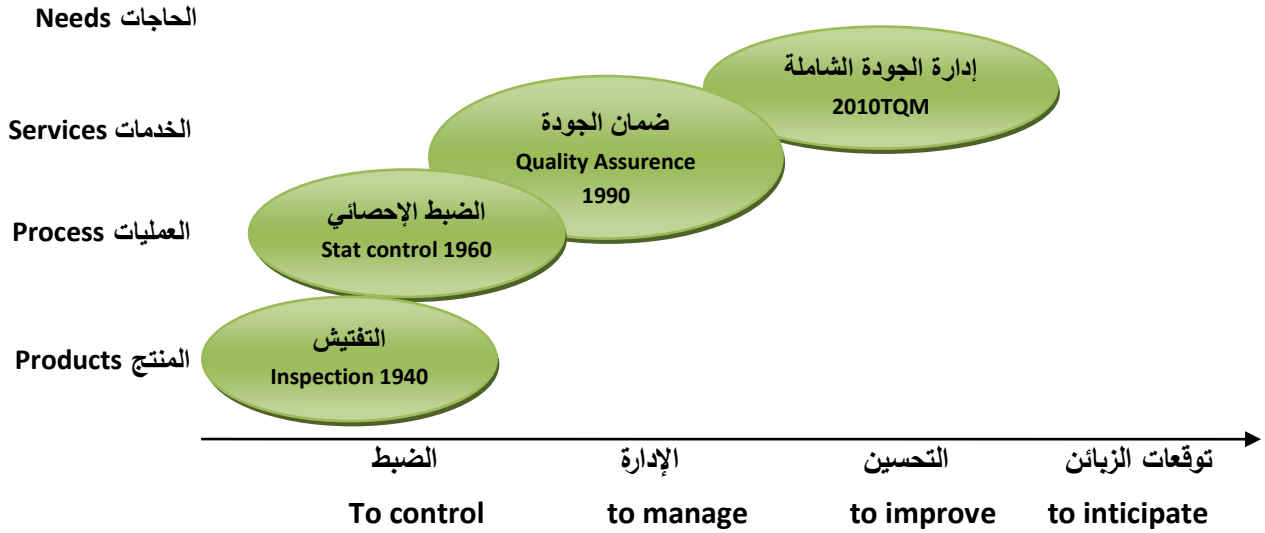 الحاجات Needs
إدارة الجودة الشاملة
2010TQM
ضمان الجودة
Quality Assurence
1990
الخدمات Services
الضبط الإحصائي
Stat control 1960
العمليات Process
التفتيش
Inspection 1940
المنتج Products
الضبط
الإدارة
التحسين
توقعات الزبائن
To control
to manage
to improve
to inticipate